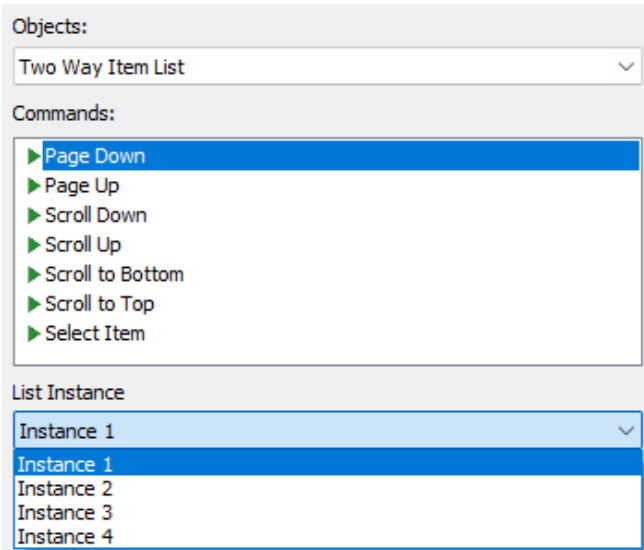 Objects:
Two Way Item List
Commands:
Page Down
Page Up
Scroll Down
Scroll Up
Scroll to Bottom
Scroll to Top
Select Item
List Instance
Instance 1
Instance 1
Instance 2
Instance 3
Instance 4